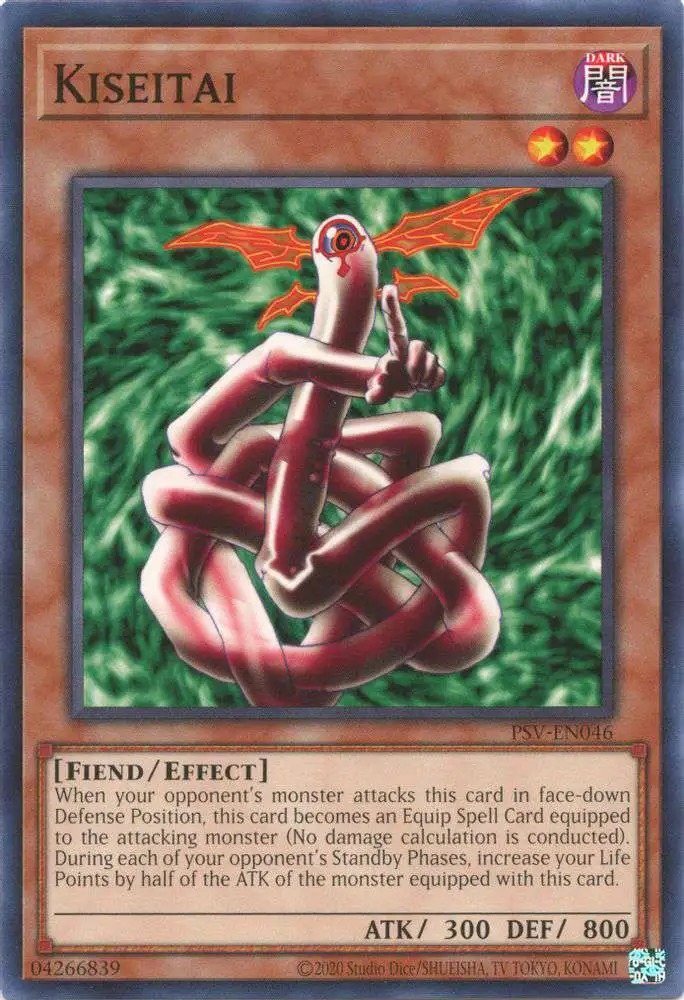 KISEITAI
DARK
闇
PSV-EN046
[FIEND/EFFECT]
When your opponent's monster attacks this card in face-down
Defense Position, this card becomes an Equip Spell Card equipped
to the attacking monster (No damage calculation is conducted).
During each of your opponent's Standby Phases, increase your Life
Points by half of the ATK of the monster equipped with this card.
ATK/ 300 DEF/ 800
04266839
©2020 Studio Dice/SHUEISHA, TV TOKYO, KONAMI